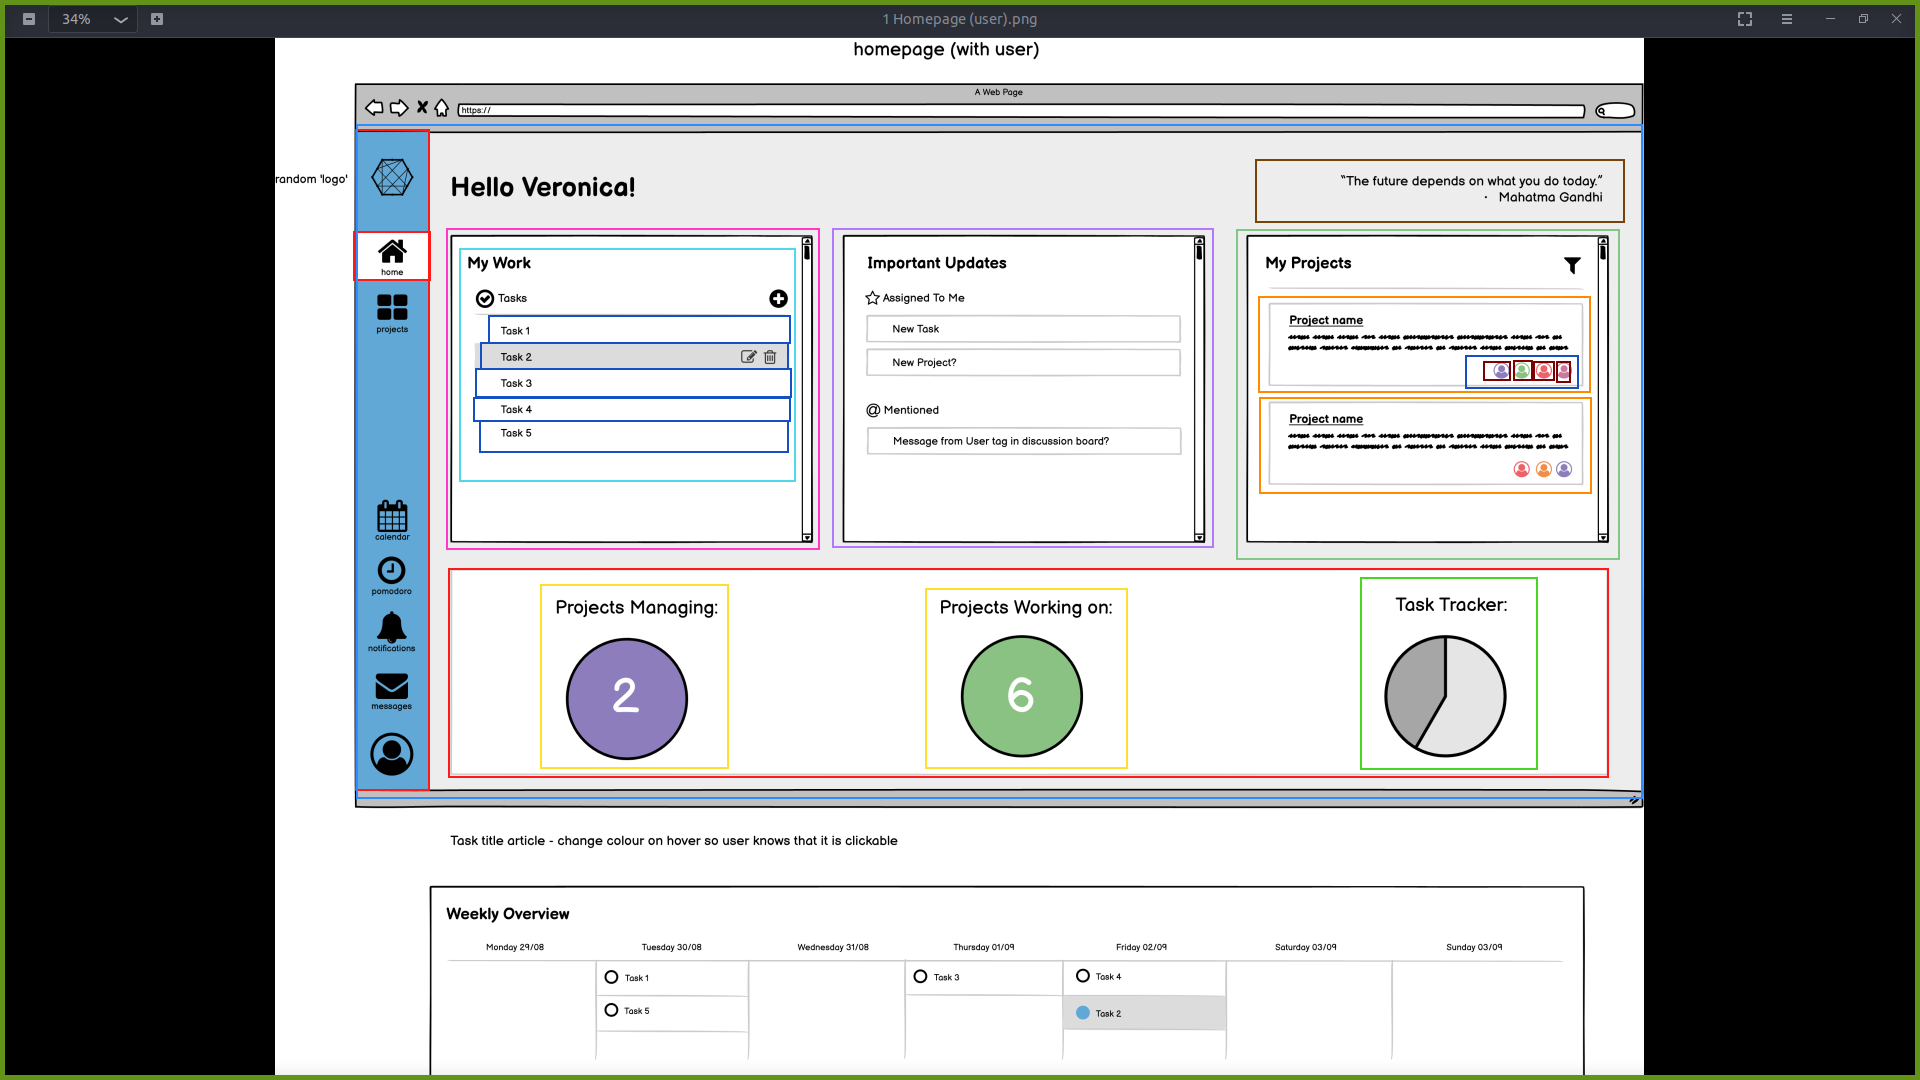 34%
1 Homepage (user).png
homepage (with user)
A Web Page
https://
random 'logo'
Hello Veronica!
“The future depends on what you do today.”
· Mahatma Gandhi
home
projects
calendar
pomodoro
notifications
messages
My Work
Tasks
Task 1
Task 2
Task 3
Task 4
Task 5
Important Updates
Assigned To Me
New Task
New Project?
@ Mentioned
Message from User tag in discussion board?
My Projects
Project name
Project name
Projects Managing:
2
Projects Working on:
6
Task Tracker:
Task title article - change colour on hover so user knows that it is clickable
Weekly Overview
Monday 29/08
Tuesday 30/08
Wednesday 31/08
Thursday 01/09
Friday 02/09
Saturday 03/09
Sunday 03/09
Task 1
Task 3
Task 4
Task 5
Task 2